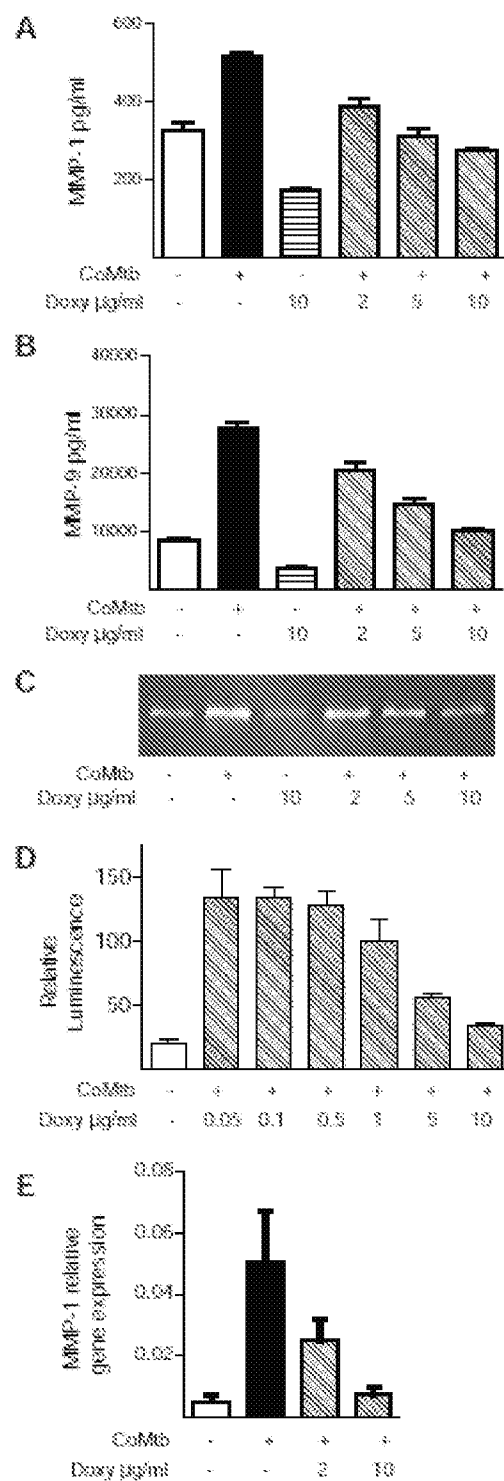 A
600
400
200
MMP-1 pg/ml
CoMtb - + - + + +
Doxy µg/ml - - 10 2 5 10
B
40000
30000
20000
10000
MMP-9 pg/ml
CoMtb - + - + + +
Doxy µg/ml - - 10 2 5 10
C
CoMtb - + - + + +
Doxy µg/ml - - 10 2 5 10
D
150
100
50
Relative
Luminescence
CoMtb - + + + + + +
Doxy µg/ml - 0.05 0.1 0.5 1 5 10
E
0.08
0.06
0.04
0.02
MMP-1 relative
gene expression
CoMtb - + + +
Doxy µg/ml - - 2 10